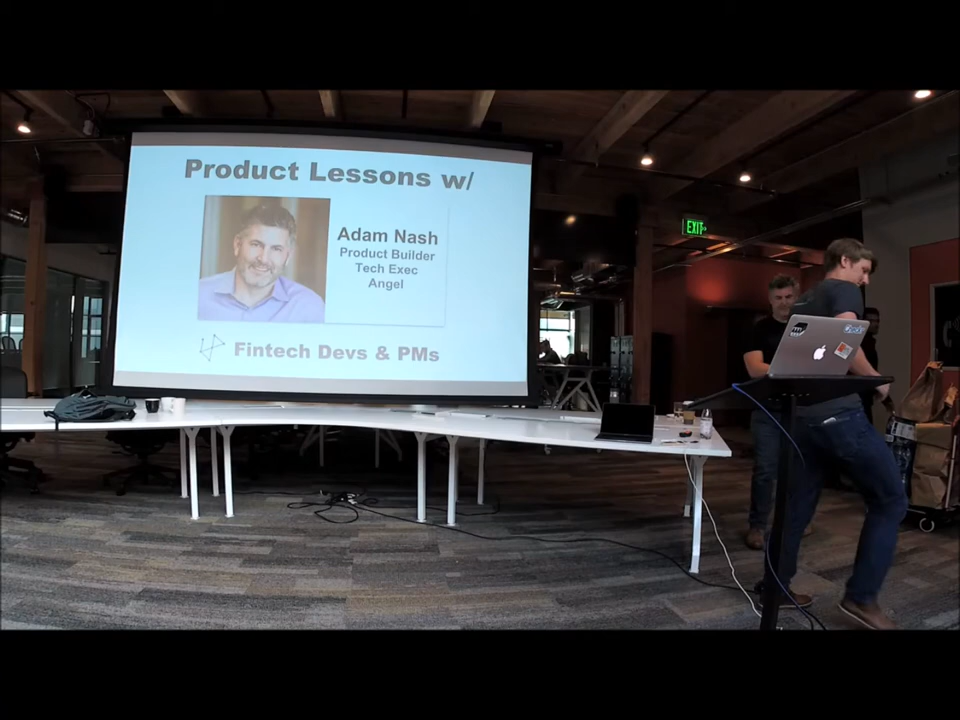 Product Lessons w/
Adam Nash
Product Builder
Tech Exec
Angel
Fintech Devs & PMs
EXIT